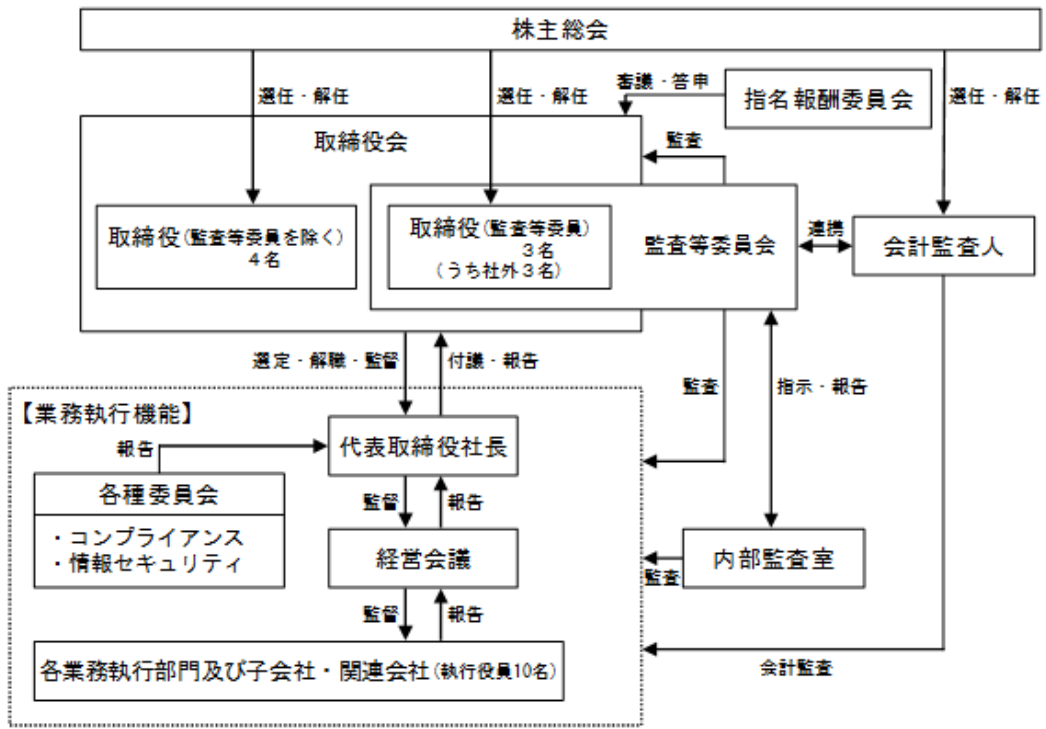 株主総会
選任・解任
選任・解任
審議・答申
指名報酬委員会
選任・解任
取締役会
監査
取締役(監査等委員を除く)
4名
取締役(監査等委員)
3名
(うち社外3名)
監査等委員会
連携
会計監査人
選定・解職・監督
付議・報告
監査
指示・報告
【業務執行機能】
報告
代表取締役社長
各種委員会
・コンプライアンス
・情報セキュリティ
監督
報告
経営会議
監査
内部監査室
監督
報告
各業務執行部門及び子会社・関連会社(執行役員10名)
会計監査